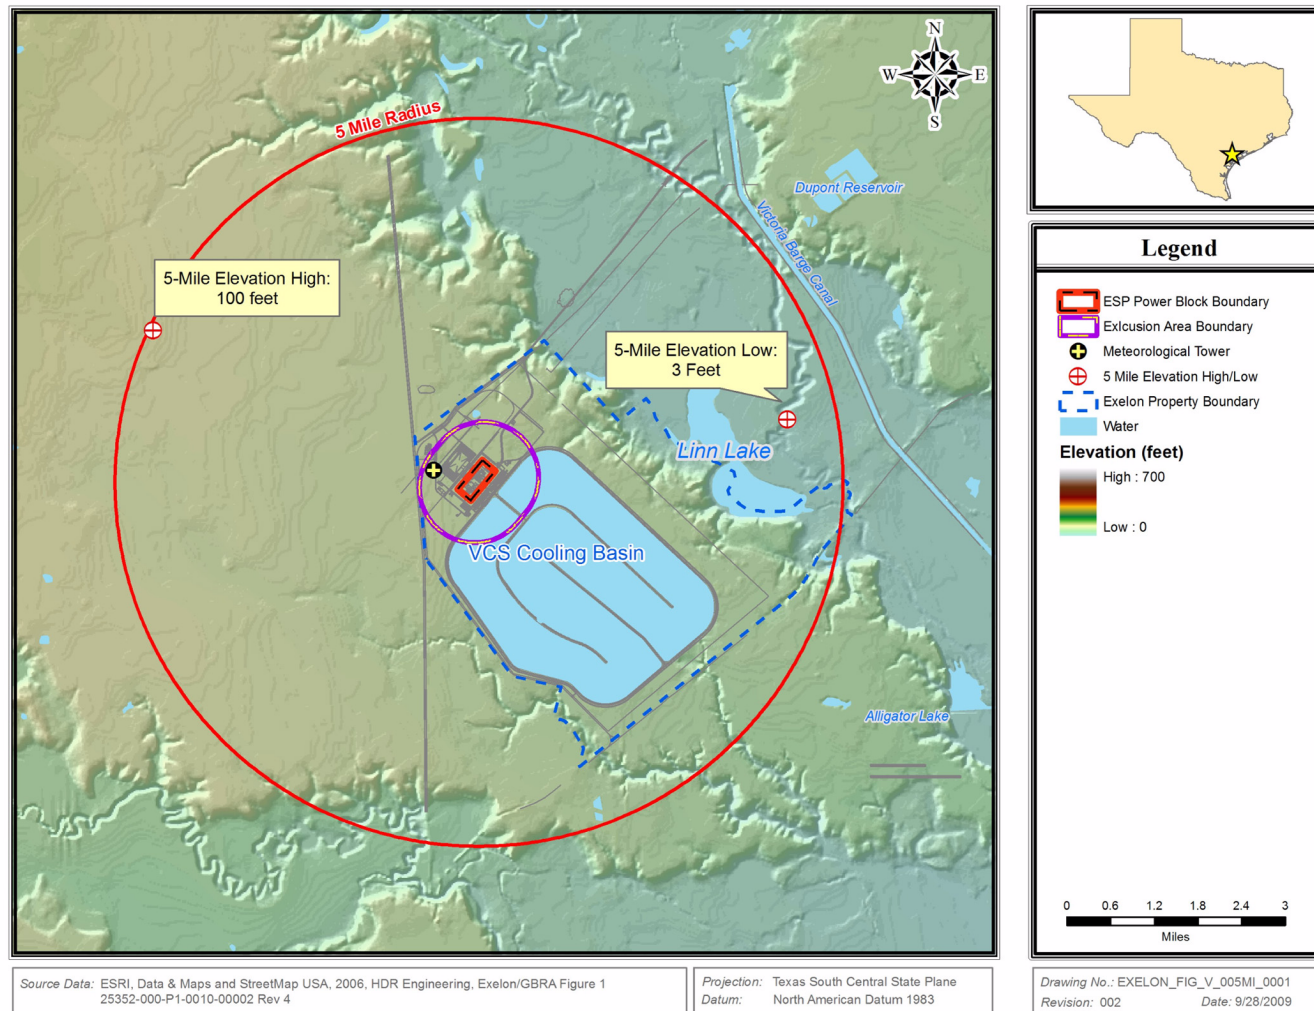 N
W E
S
5 Mile Radius
Dupont Reservoir
Victoria Barge Canal
5-Mile Elevation High:
100 feet
5-Mile Elevation Low:
3 Feet
Linn Lake
VCS Cooling Basin
Alligator Lake
Legend
ESP Power Block Boundary
Exlcusion Area Boundary
Meteorological Tower
5 Mile Elevation High/Low
Exelon Property Boundary
Water
Elevation (feet)
High : 700
Low : 0
0 0.6 1.2 1.8 2.4 3
Miles
Source Data: ESRI, Data & Maps and StreetMap USA, 2006, HDR Engineering, Exelon/GBRA Figure 1
25352-000-P1-0010-00002 Rev 4
Projection: Texas South Central State Plane
Datum: North American Datum 1983
Drawing No.: EXELON_FIG_V_005MI_0001
Revision: 002 Date: 9/28/2009